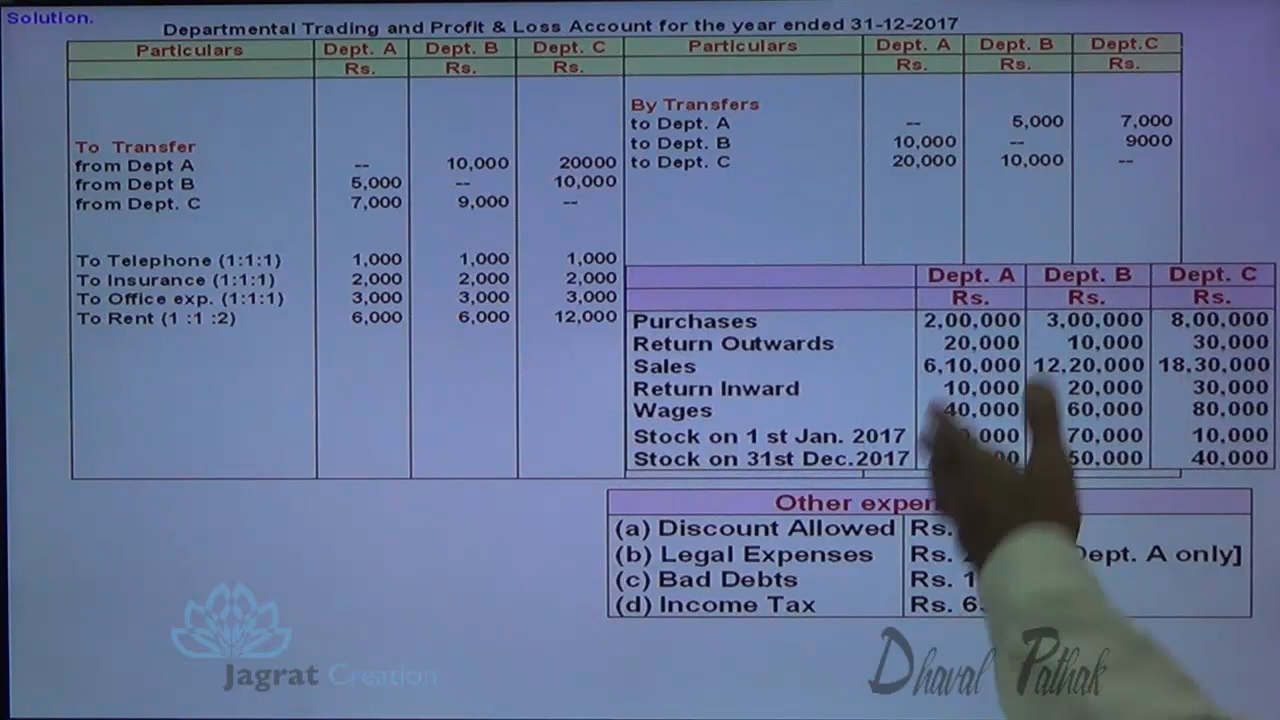 Solution.
Departmental Trading and Profit & Loss Account for the year ended 31-12-2017
Particulars Dept. A Dept. B Dept. C Particulars Dept. A Dept. B Dept.C
Rs. Rs. Rs. Rs. Rs. Rs.
By Transfers
to Dept. A -- 5,000 7,000
To Transfer to Dept. B 10,000 -- 9000
from Dept A -- 10,000 20000 to Dept. C 20,000 10,000 --
from Dept B 5,000 -- 10,000
from Dept. C 7,000 9,000 --
To Telephone (1:1:1) 1,000 1,000 1,000
To Insurance (1:1:1) 2,000 2,000 2,000
To Office exp. (1:1:1) 3,000 3,000 3,000
To Rent (1 :1 :2) 6,000 6,000 12,000
Dept. A Dept. B Dept. C
Rs. Rs. Rs.
Purchases 2,00,000 3,00,000 8,00,000
Return Outwards 20,000 10,000 30,000
Sales 6,10,000 12,20,000 18,30,000
Return Inward 10,000 20,000 30,000
Wages 40,000 60,000 80,000
Stock on 1 st Jan. 2017 70,000 10,000
Stock on 31st Dec.2017 50,000 40,000
Other
(a) Discount Allowed Rs.
(b) Legal Expenses Rs. Dept. A only]
(c) Bad Debts Rs.
(d) Income Tax Rs.
Jagrat Creation
Dhaval Pathak